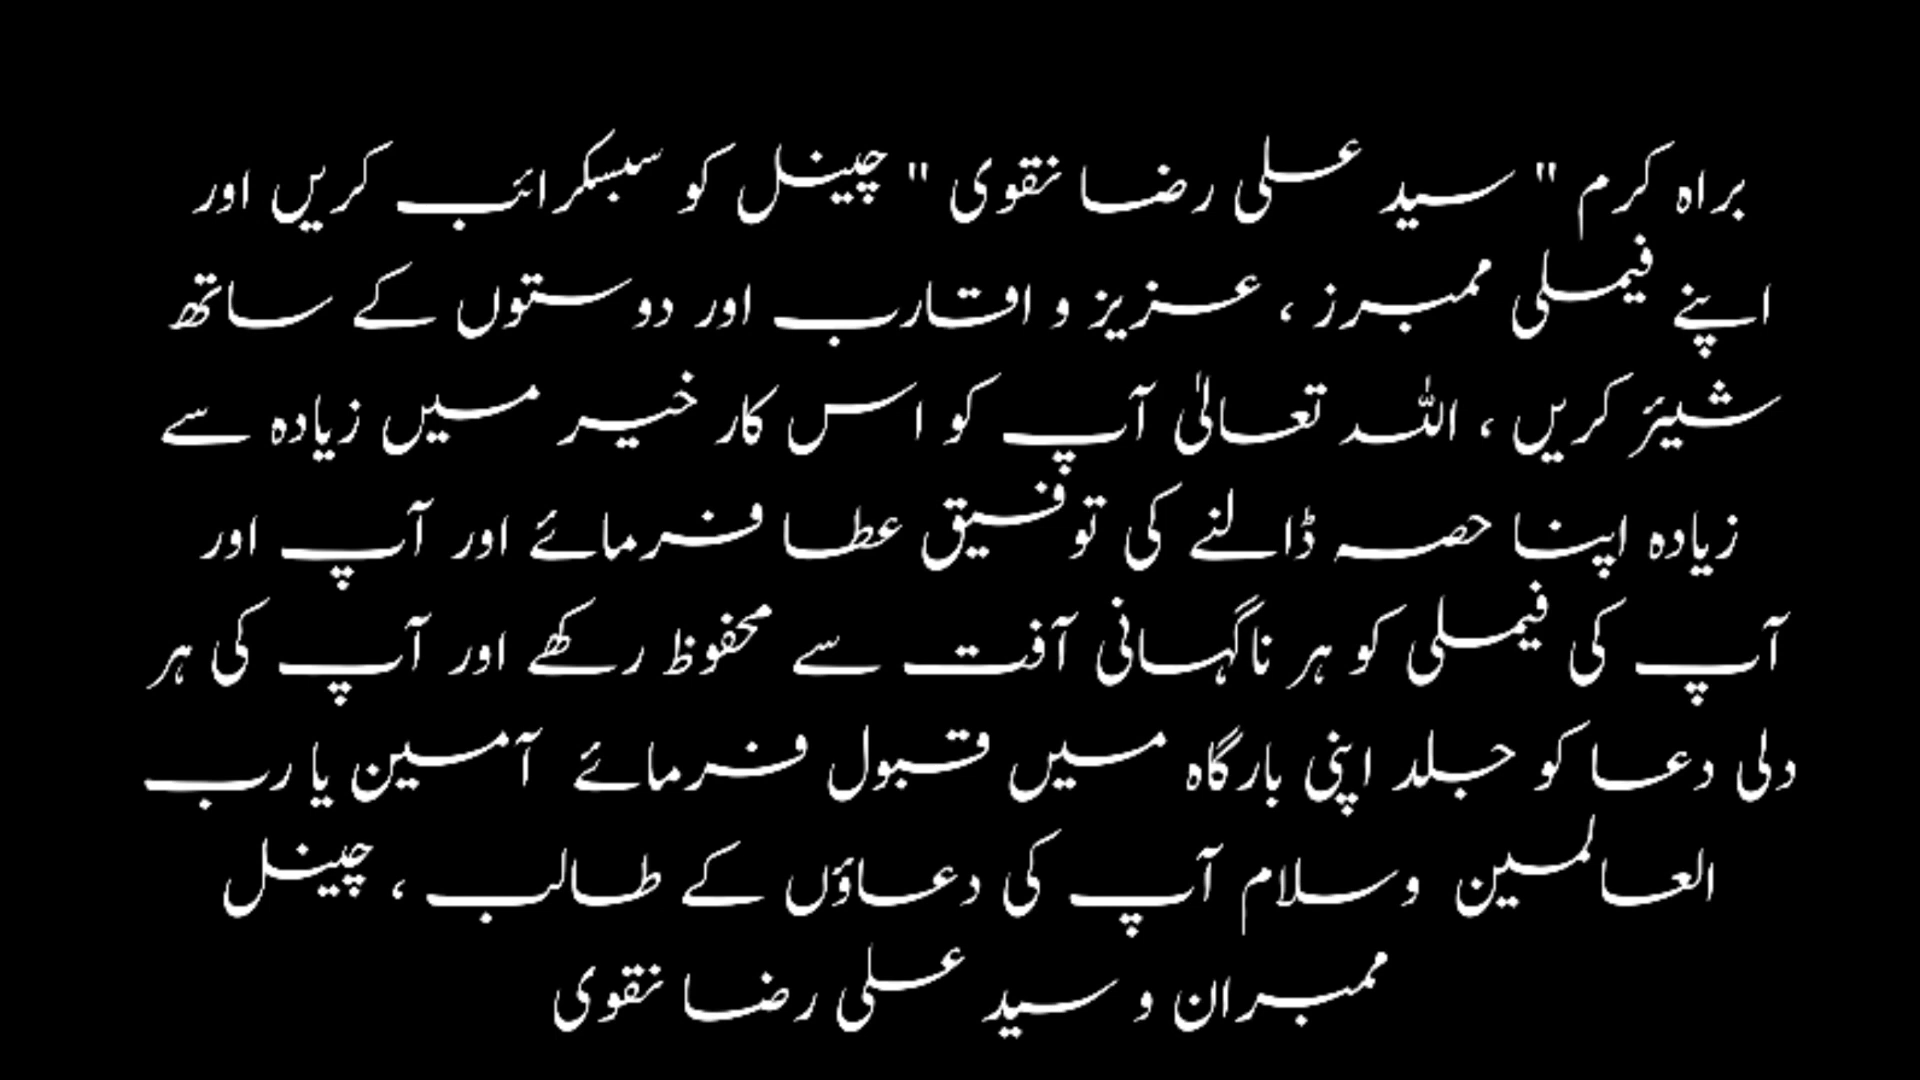 براہ کرم " سید علی رضا نقوی " چینل کو سبسکرائب کریں اور
اپنے فیملی ممبرز ، عزیز و اقارب اور دوستوں کے ساتھ
شیئر کریں ، اللہ تعالیٰ آپ کو اس کار خیر میں زیادہ سے
زیادہ اپنا حصہ ڈالنے کی توفیق عطا فرمائے اور آپ اور
آپ کی فیملی کو ہر ناگہانی آفت سے محفوظ رکھے اور آپ کی ہر
دلی دعا کو جلد اپنی بارگاہ میں قبول فرمائے آمین یا رب
العالمین وسلام آپ کی دعاؤں کے طالب ، چینل
ممبران و سید علی رضا نقوی